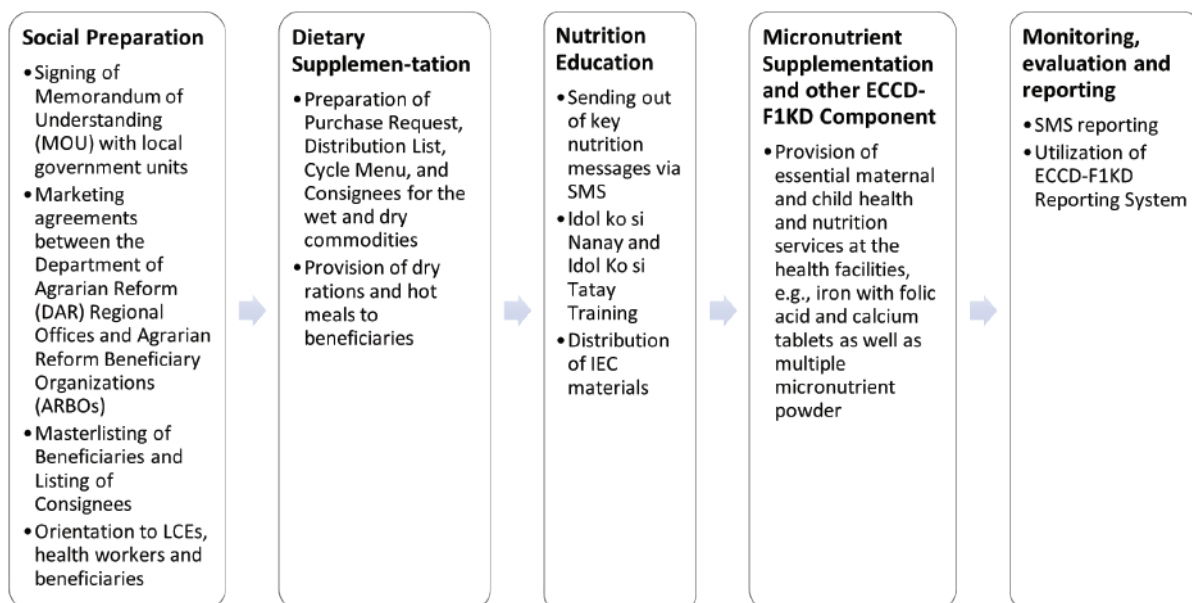 Social Preparation
•Signing of
Memorandum of
Understanding
(MOU) with local
government units
•Marketing
agreements
between the
Department of
Agrarian Reform
(DAR) Regional
Offices and Agrarian
Reform Beneficiary
Organizations
(ARBOs)
•Masterlisting of
Beneficiaries and
Listing of
Consignees
•Orientation to LCEs,
health workers and
beneficiaries
Dietary
Supplemen-tation
•Preparation of
Purchase Request,
Distribution List,
Cycle Menu, and
Consignees for the
wet and dry
commodities
•Provision of dry
rations and hot
meals to
beneficiaries
Nutrition
Education
•Sending out
of key
nutrition
messages via
SMS
•Idol ko si
Nanay and
Idol Ko si
Tatay
Training
•Distribution
of IEC
materials
Micronutrient
Supplementation
and other ECCD-
F1KD Component
•Provision of
essential maternal
and child health
and nutrition
services at the
health facilities,
e.g., iron with folic
acid and calcium
tablets as well as
multiple
micronutrient
powder
Monitoring,
evaluation and
reporting
•SMS reporting
•Utilization of
ECCD-F1KD
Reporting System